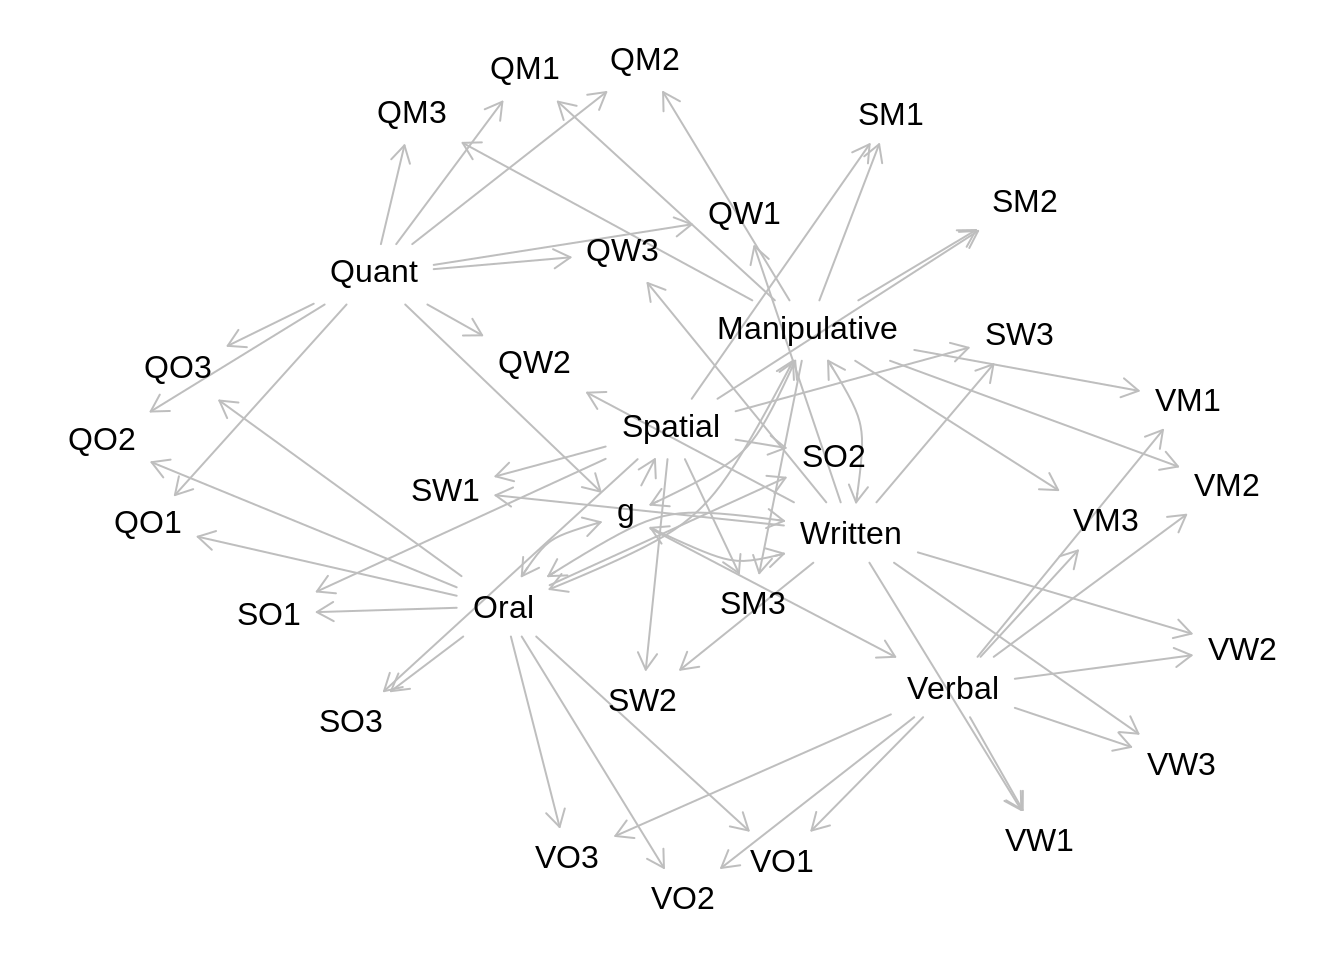 QM2
QM1
QM3
SM1
SM2
QW1
QW3
Quant
Manipulative
SW3
QW2
QO3
VM1
Spatial
QO2
SO2
VM2
SW1
g
VM3
QO1
Written
SM3
Oral
SO1
VW2
Verbal
SW2
SO3
VW3
VW1
VO3
VO1
VO2